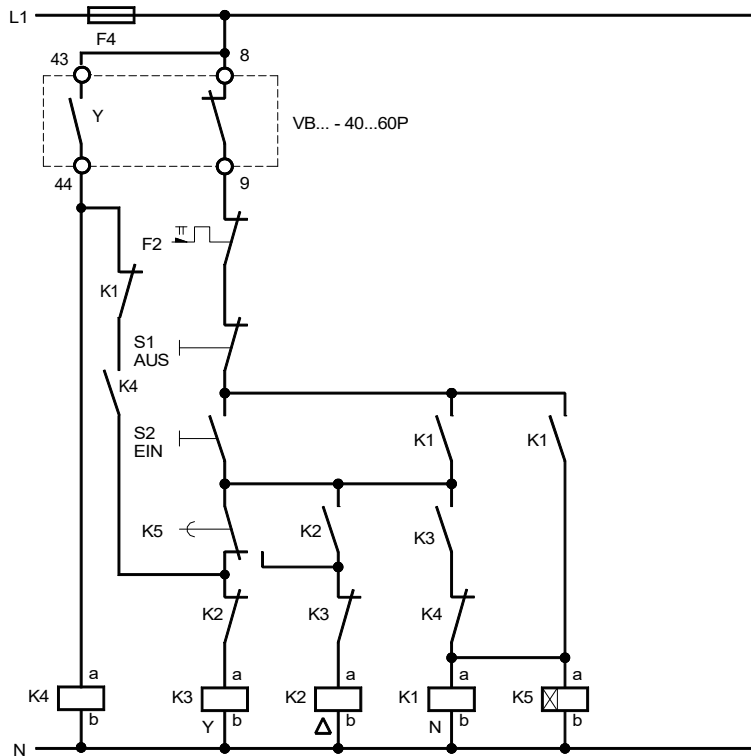 L1
F4
43
8
Y
VB... - 40...60P
44
9
F2
K1
S1
AUS
K4
S2
EIN
K1
K1
K5
K2
K3
K2
K3
K4
a
a
a
a
a
K4
K3
K2
K1
K5
b
b
b
b
b
Y
Δ
N
N